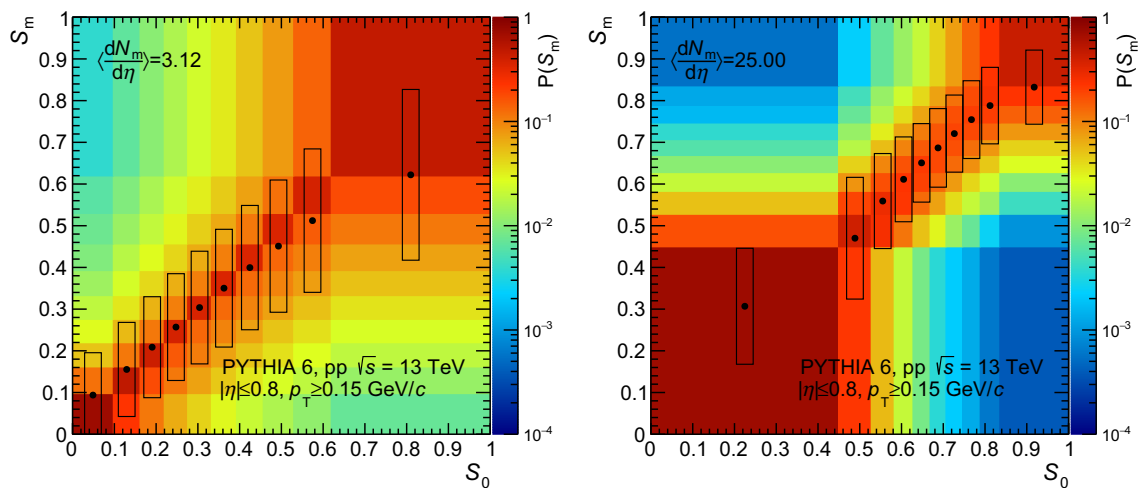 S_m
1
0.9
0.8
0.7
0.6
0.5
0.4
0.3
0.2
0.1
0
⟨dN_m/dη⟩=3.12
PYTHIA 6, pp √s = 13 TeV
|η|≤0.8, p_T≥0.15 GeV/c
0 0.1 0.2 0.3 0.4 0.5 0.6 0.7 0.8 0.9 1
S_0
1
10^-1
10^-2
10^-3
10^-4
P(S_m)
S_m
1
0.9
0.8
0.7
0.6
0.5
0.4
0.3
0.2
0.1
0
⟨dN_m/dη⟩=25.00
PYTHIA 6, pp √s = 13 TeV
|η|≤0.8, p_T≥0.15 GeV/c
0 0.1 0.2 0.3 0.4 0.5 0.6 0.7 0.8 0.9 1
S_0
1
10^-1
10^-2
10^-3
10^-4
P(S_m)